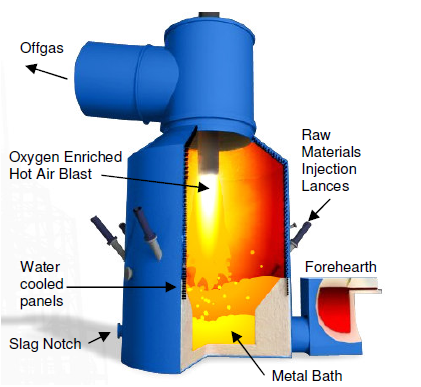 Offgas
Oxygen Enriched
Hot Air Blast
Raw
Materials
Injection
Lances
Water
cooled
panels
Forehearth
Slag Notch
Metal Bath